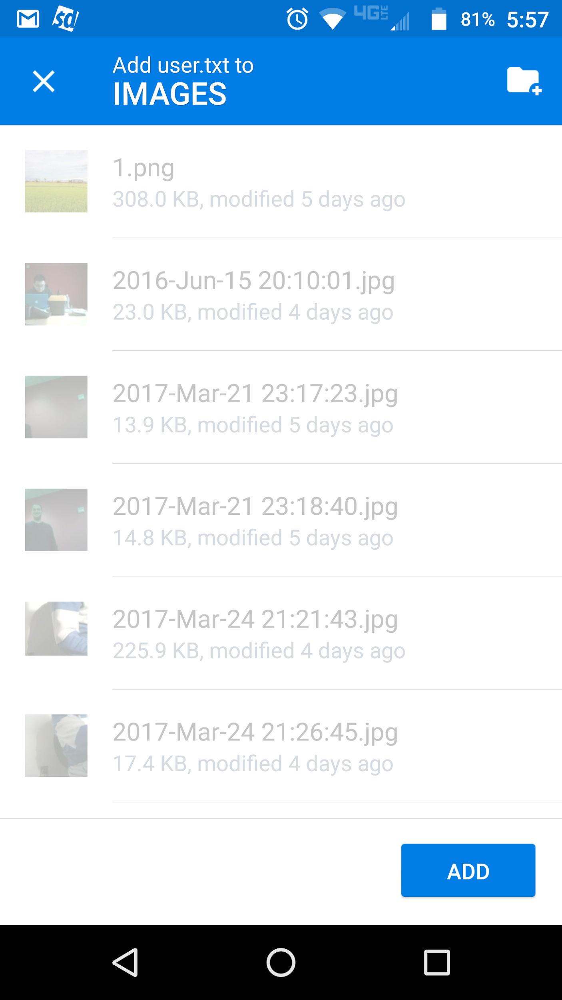 sa
4G LTE
81% 5:57
Add user.txt to
IMAGES
1.png
308.0 KB, modified 5 days ago
2016-Jun-15 20:10:01.jpg
23.0 KB, modified 4 days ago
2017-Mar-21 23:17:23.jpg
13.9 KB, modified 5 days ago
2017-Mar-21 23:18:40.jpg
14.8 KB, modified 5 days ago
2017-Mar-24 21:21:43.jpg
225.9 KB, modified 4 days ago
2017-Mar-24 21:26:45.jpg
17.4 KB, modified 4 days ago
ADD